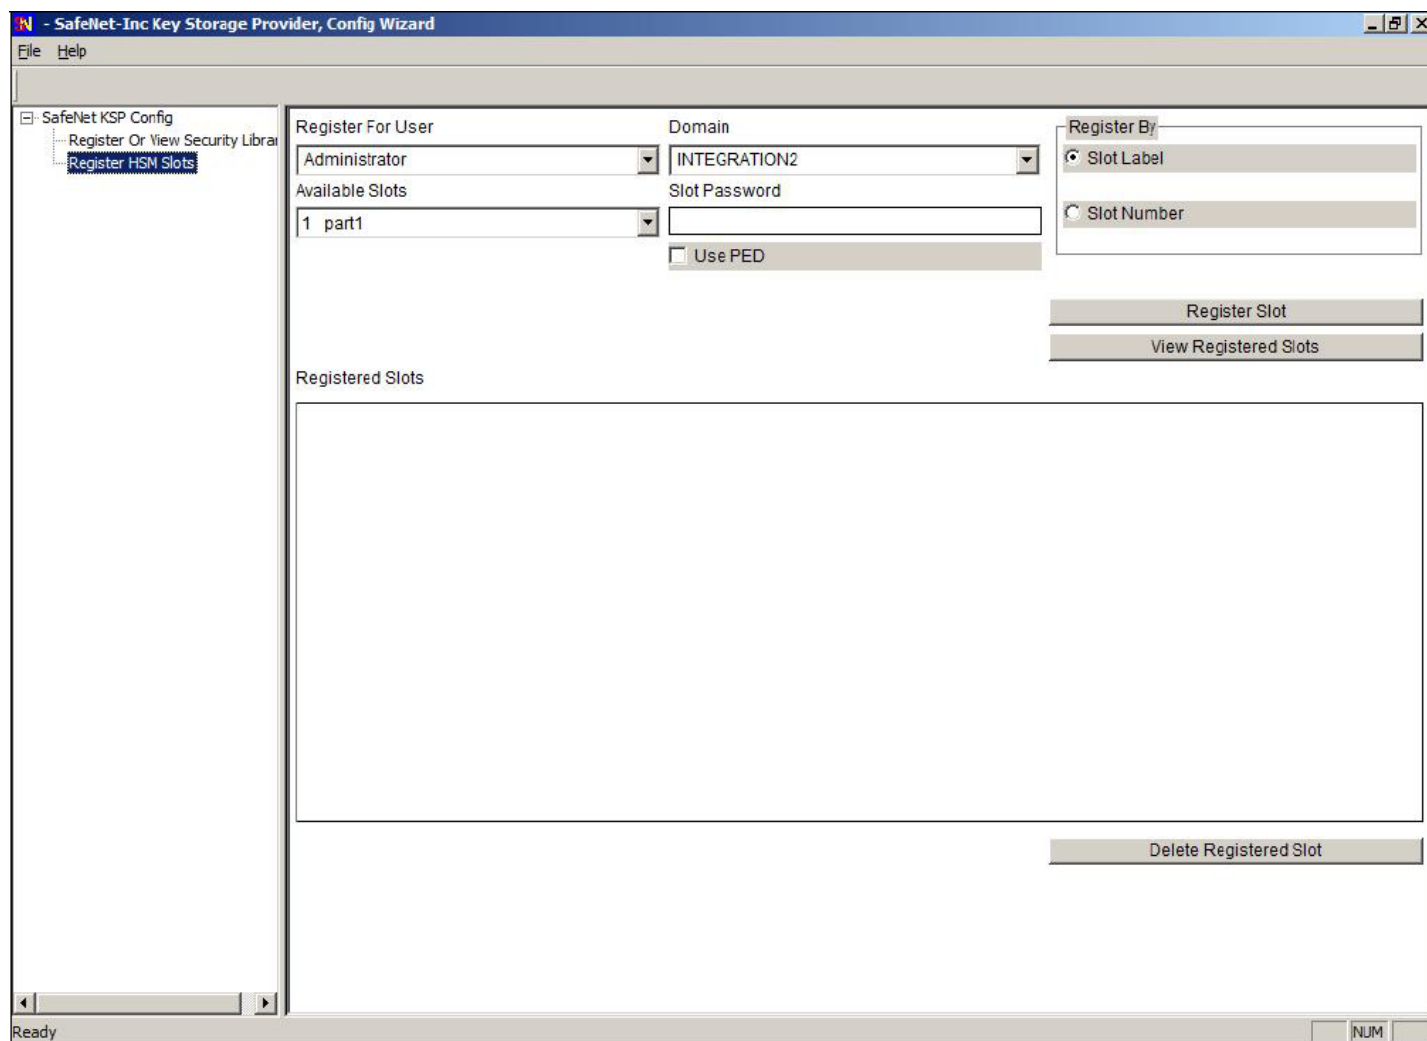 SN - SafeNet-Inc Key Storage Provider, Config Wizard
File Help
SafeNet KSP Config
Register Or View Security Librar
Register HSM Slots
Register For User
Domain
Register By
Administrator
INTEGRATION2
Slot Label
Available Slots
Slot Password
1 part1
Slot Number
Use PED
Register Slot
View Registered Slots
Registered Slots
Delete Registered Slot
Ready
NUM